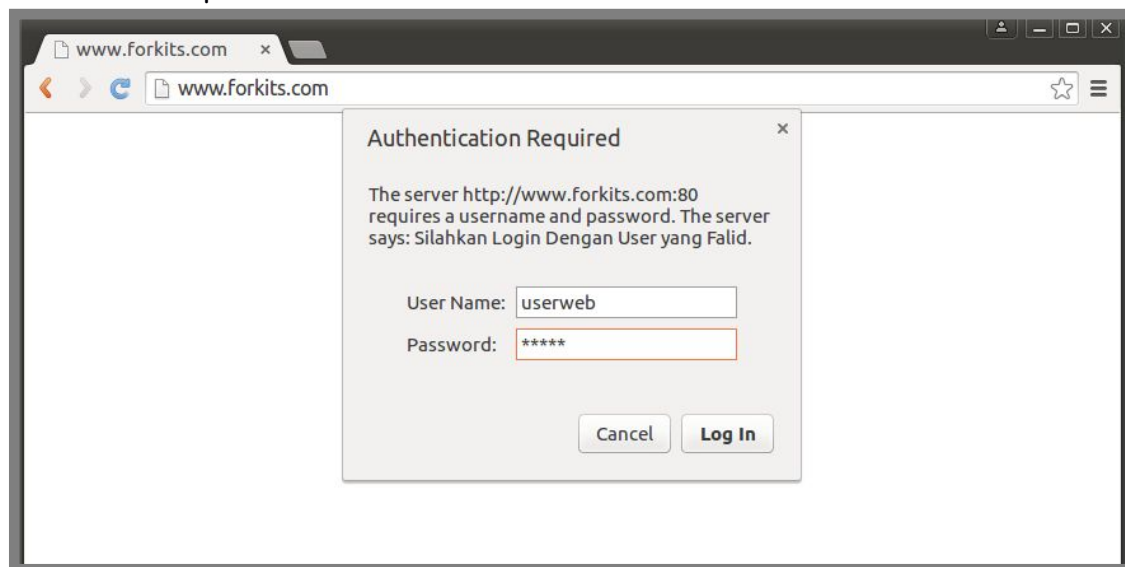 www.forkits.com ×
www.forkits.com
Authentication Required ×
The server http://www.forkits.com:80
requires a username and password. The server
says: Silahkan Login Dengan User yang Falid.
User Name: userweb
Password: *****
Cancel Log In